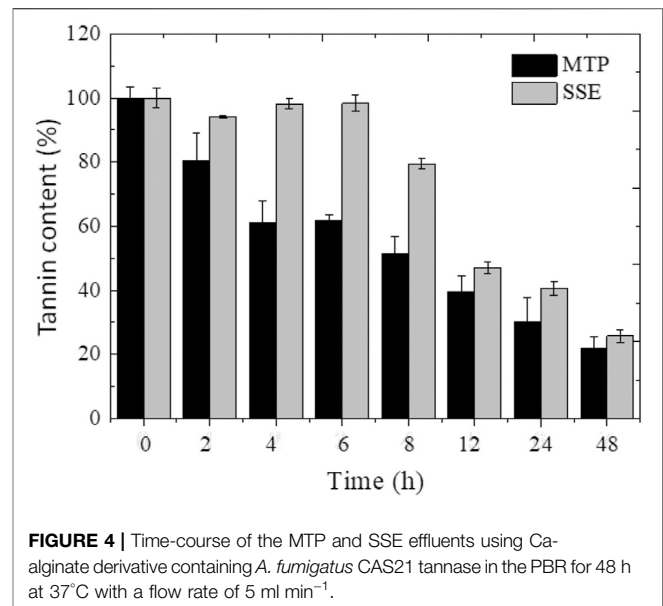 120
100
80
60
40
20
0
Tannin content (%)
MTP
SSE
0 2 4 6 8 12 24 48
Time (h)
FIGURE 4 | Time-course of the MTP and SSE effluents using Ca-
alginate derivative containing A. fumigatus CAS21 tannase in the PBR for 48 h
at 37°C with a flow rate of 5 ml min⁻¹.